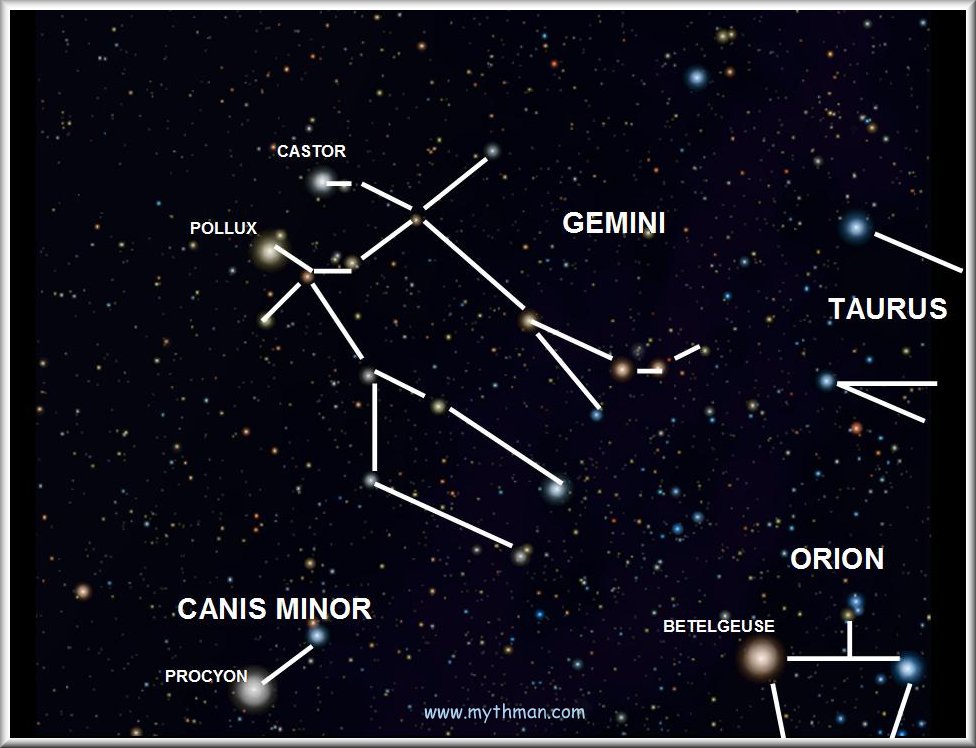 CASTOR
POLLUX
GEMINI
TAURUS
ORION
CANIS MINOR
BETELGEUSE
PROCYON
www.mythman.com